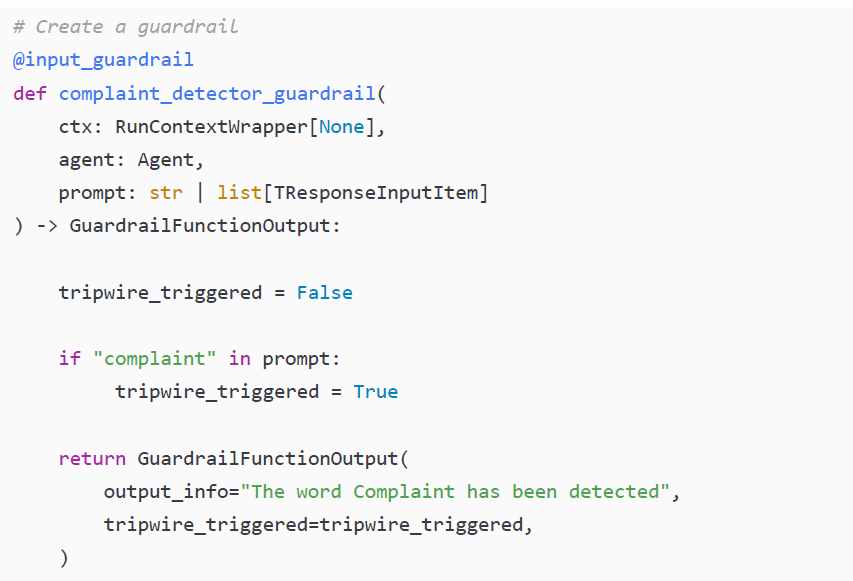 # Create a guardrail
@input_guardrail
def complaint_detector_guardrail(
    ctx: RunContextWrapper[None],
    agent: Agent,
    prompt: str | list[TResponseInputItem]
) -> GuardrailFunctionOutput:

    tripwire_triggered = False

    if "complaint" in prompt:
         tripwire_triggered = True

    return GuardrailFunctionOutput(
        output_info="The word Complaint has been detected",
        tripwire_triggered=tripwire_triggered,
    )